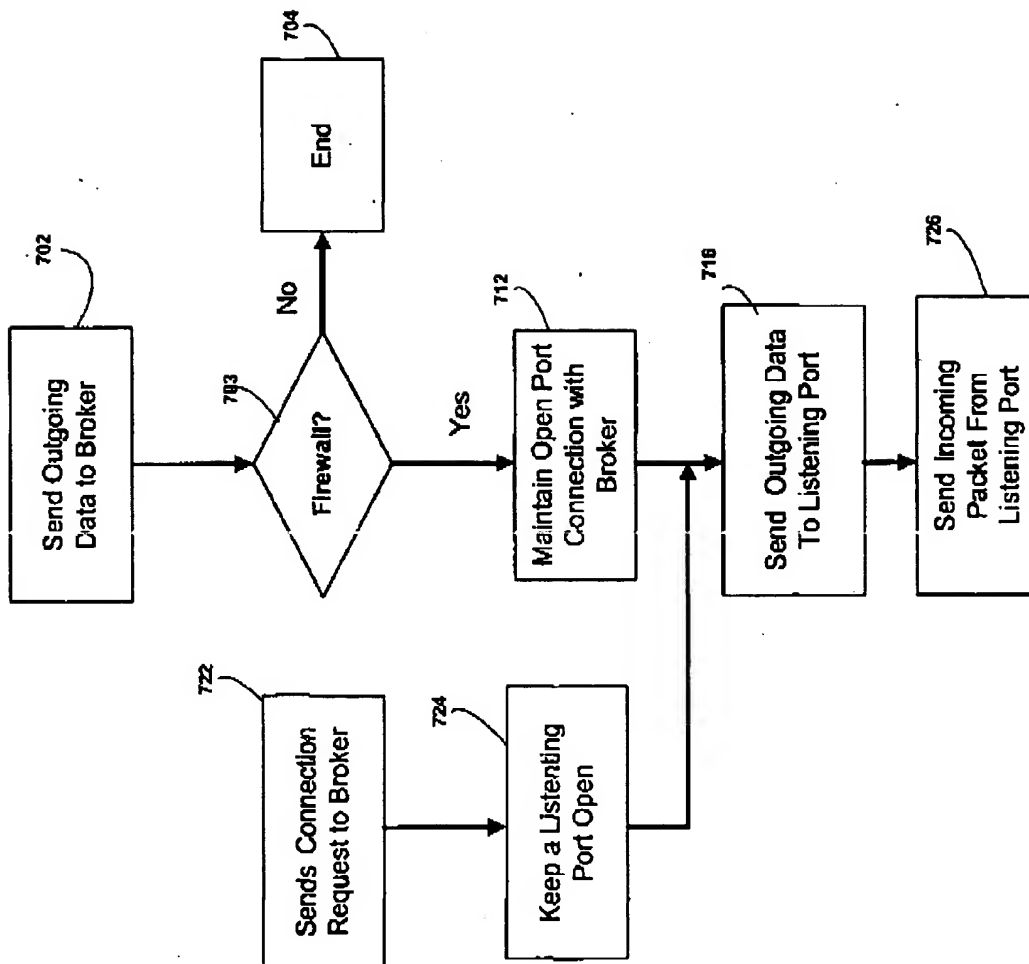 702
Send Outgoing
Data to Broker
703
Firewall?
No
704
End
Yes
712
Maintain Open Port
Connection with
Broker
722
Sends Connection
Request to Broker
724
Keep a Listenting
Port Open
716
Send Outgoing Data
To Listening Port
726
Send Incoming
Packet From
Listening Port